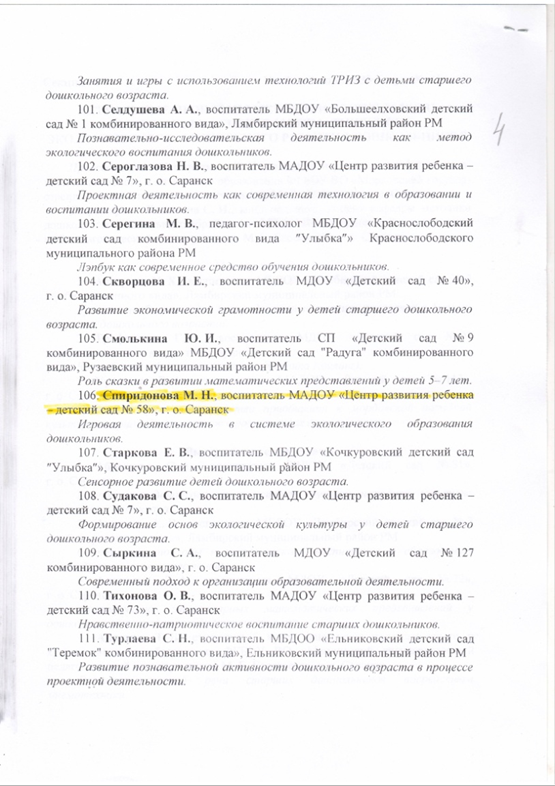 4
Занятия и игры с использованием технологий ТРИЗ с детьми старшего
дошкольного возраста.
101. Селдушева А. А., воспитатель МБДОУ «Большеелховский детский
сад № 1 комбинированного вида», Лямбирский муниципальный район РМ
Познавательно-исследовательская деятельность как метод
экологического воспитания дошкольников.
102. Сероглазова Н. В., воспитатель МАДОУ «Центр развития ребенка –
детский сад № 7», г. о. Саранск
Проектная деятельность как современная технология в образовании и
воспитании дошкольников.
103. Серегина М. В., педагог-психолог МБДОУ «Краснослободский
детский сад комбинированного вида "Улыбка"» Краснослободского
муниципального района РМ
Лэпбук как современное средство обучения дошкольников.
104. Скворцова И. Е., воспитатель МДОУ «Детский сад № 40»,
г. о. Саранск
Развитие экономической грамотности у детей старшего дошкольного
возраста.
105. Смолькина Ю. И., воспитатель СП «Детский сад № 9
комбинированного вида» МБДОУ «Детский сад "Радуга" комбинированного
вида», Рузаевский муниципальный район РМ
Роль сказки в развитии математических представлений у детей 5–7 лет.
106. Спиридонова М. Н., воспитатель МАДОУ «Центр развития ребенка
– детский сад № 58», г. о. Саранск
Игровая деятельность в системе экологического образования
дошкольников.
107. Старкова Е. В., воспитатель МБДОУ «Кочкуровский детский сад
"Улыбка"», Кочкуровский муниципальный район РМ
Сенсорное развитие детей дошкольного возраста.
108. Судакова С. С., воспитатель МАДОУ «Центр развития ребенка –
детский сад № 7», г. о. Саранск
Формирование основ экологической культуры у детей старшего
дошкольного возраста.
109. Сыркина С. А., воспитатель МДОУ «Детский сад № 127
комбинированного вида», г. о. Саранск
Современный подход к организации образовательной деятельности.
110. Тихонова О. В., воспитатель МАДОУ «Центр развития ребенка –
детский сад № 73», г. о. Саранск
Нравственно-патриотическое воспитание старших дошкольников.
111. Турлаева С. Н., воспитатель МБДОО «Ельниковский детский сад
"Теремок" комбинированного вида», Ельниковский муниципальный район РМ
Развитие познавательной активности дошкольного возраста в процессе
проектной деятельности.